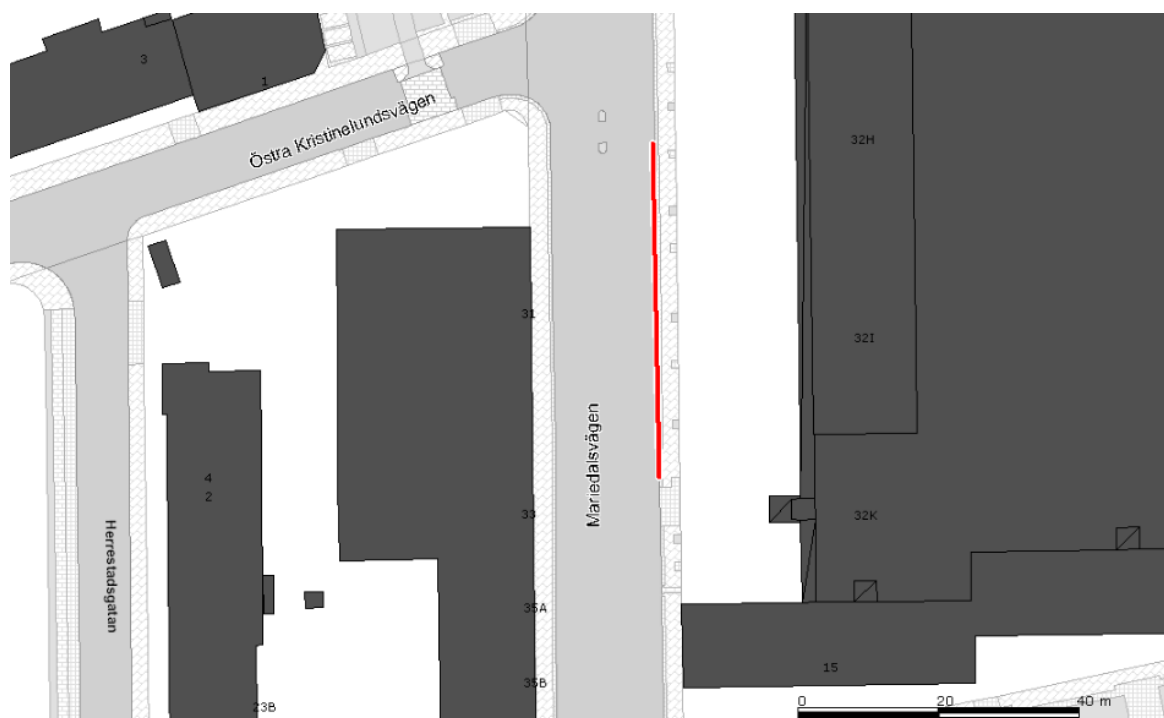 3
1
Östra Kristinelundsvägen
32H
31
32I
Mariedalsvägen
4
2
33
32K
Herrestadsgatan
35A
15
35B
23B
0 20 40 m